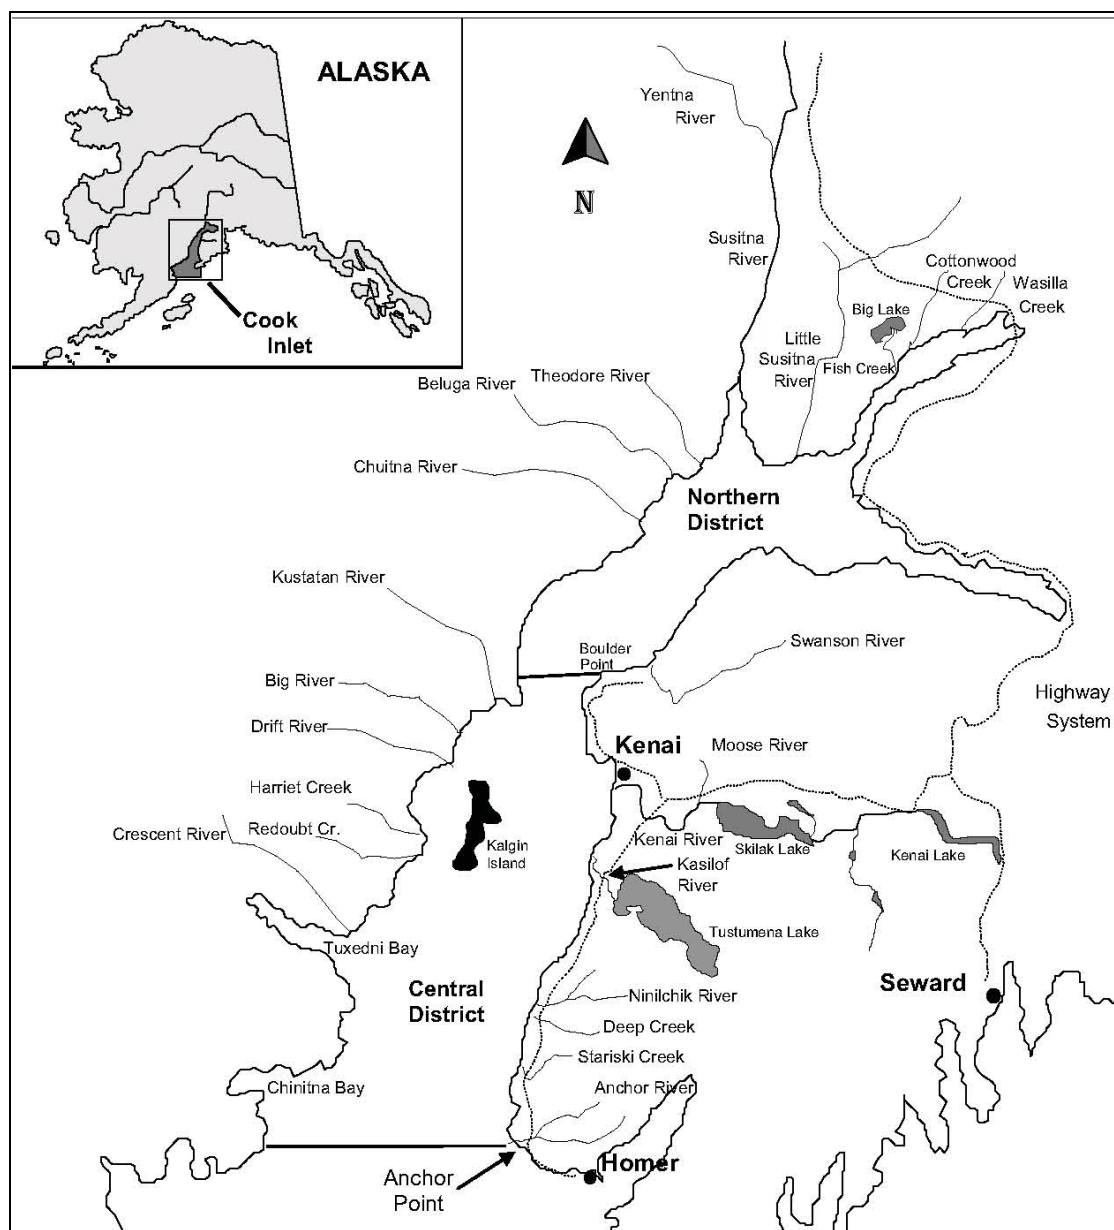 ALASKA
Cook
Inlet
Yentna
River
N
Susitna
River
Cottonwood
Creek
Wasilla
Creek
Big Lake
Little
Susitna
River
Fish Creek
Theodore River
Beluga River
Chuitna River
Northern
District
Kustatan River
Boulder
Point
Swanson River
Big River
Highway
System
Drift River
Kenai
Moose River
Harriet Creek
Crescent River
Redoubt Cr.
Kalgin
Island
Kenai River
Skilak Lake
Kenai Lake
Kasilof
River
Tustumena Lake
Tuxedni Bay
Central
District
Seward
Ninilchik River
Deep Creek
Stariski Creek
Chinitna Bay
Anchor River
Anchor
Point
Homer